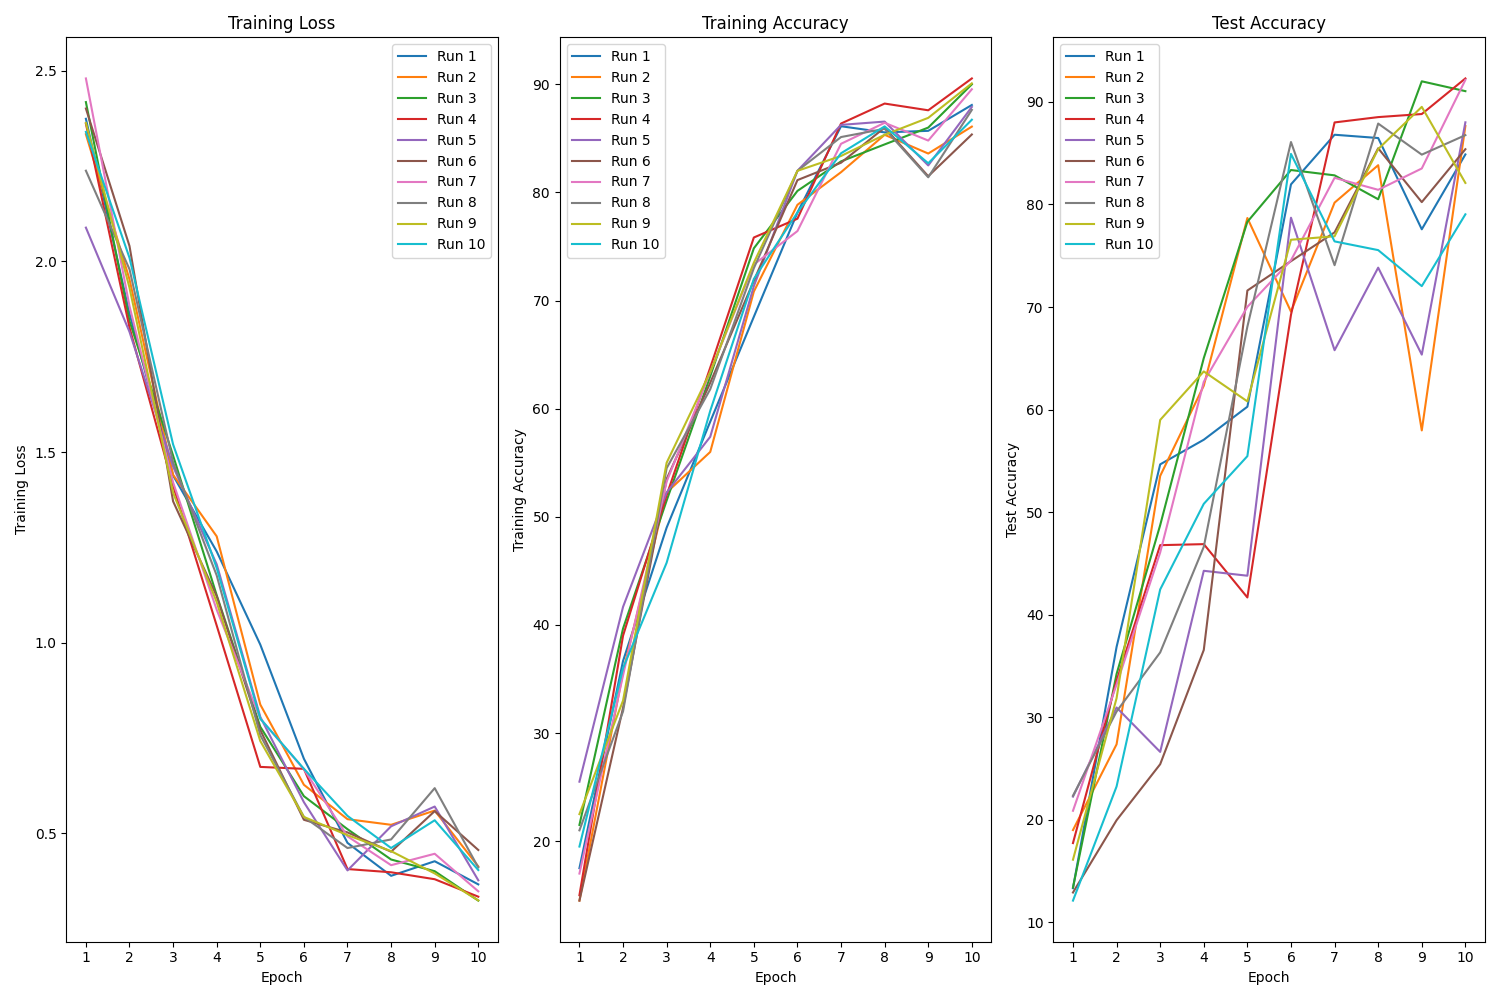 Training Loss
Training Loss
2.5
2.0
1.5
1.0
0.5
Run 1
Run 2
Run 3
Run 4
Run 5
Run 6
Run 7
Run 8
Run 9
Run 10
1 2 3 4 5 6 7 8 9 10
Epoch
Training Accuracy
Training Accuracy
90
80
70
60
50
40
30
20
Run 1
Run 2
Run 3
Run 4
Run 5
Run 6
Run 7
Run 8
Run 9
Run 10
1 2 3 4 5 6 7 8 9 10
Epoch
Test Accuracy
Test Accuracy
90
80
70
60
50
40
30
20
10
Run 1
Run 2
Run 3
Run 4
Run 5
Run 6
Run 7
Run 8
Run 9
Run 10
1 2 3 4 5 6 7 8 9 10
Epoch